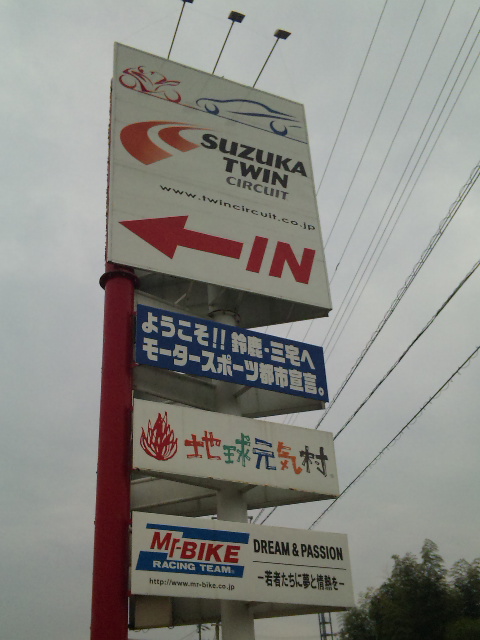 SUZUKA
TWIN
CIRCUIT
www.twincircuit.co.jp
IN
ようこそ!! 鈴鹿・三宅へ
モータースポーツ都市宣言。
地球元気村
Mr-BIKE
RACING TEAM
DREAM & PASSION
http://www.mr-bike.co.jp
－若者たちに夢と情熱を－